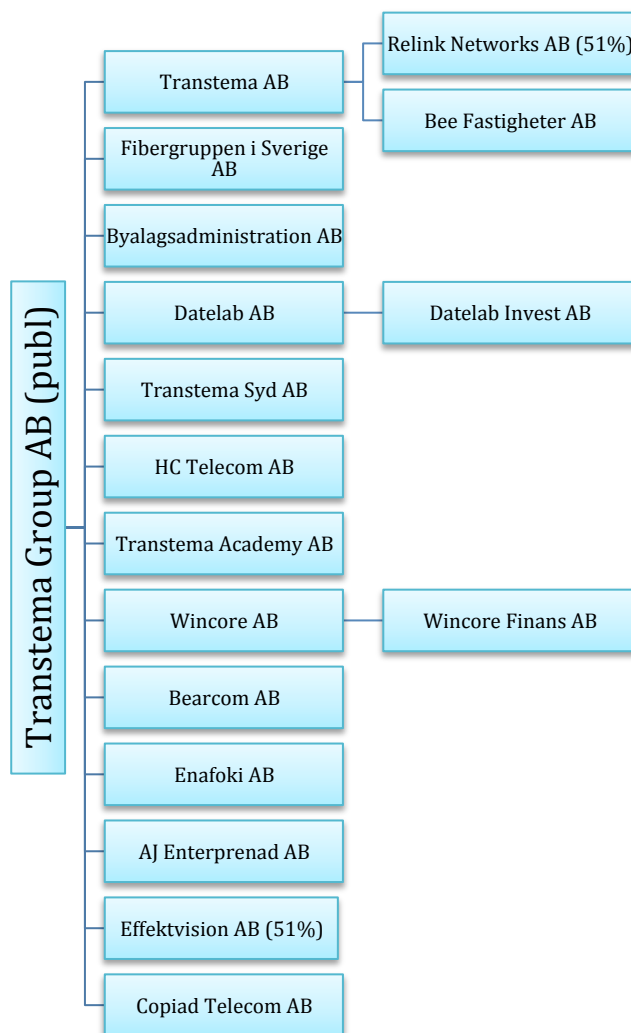 Transtema Group AB (publ)
Transtema AB
Relink Networks AB (51%)
Bee Fastigheter AB
Fibergruppen i Sverige
AB
Byalagsadministration AB
Datelab AB
Datelab Invest AB
Transtema Syd AB
HC Telecom AB
Transtema Academy AB
Wincore AB
Wincore Finans AB
Bearcom AB
Enafoki AB
AJ Enterprenad AB
Effektvision AB (51%)
Copiad Telecom AB